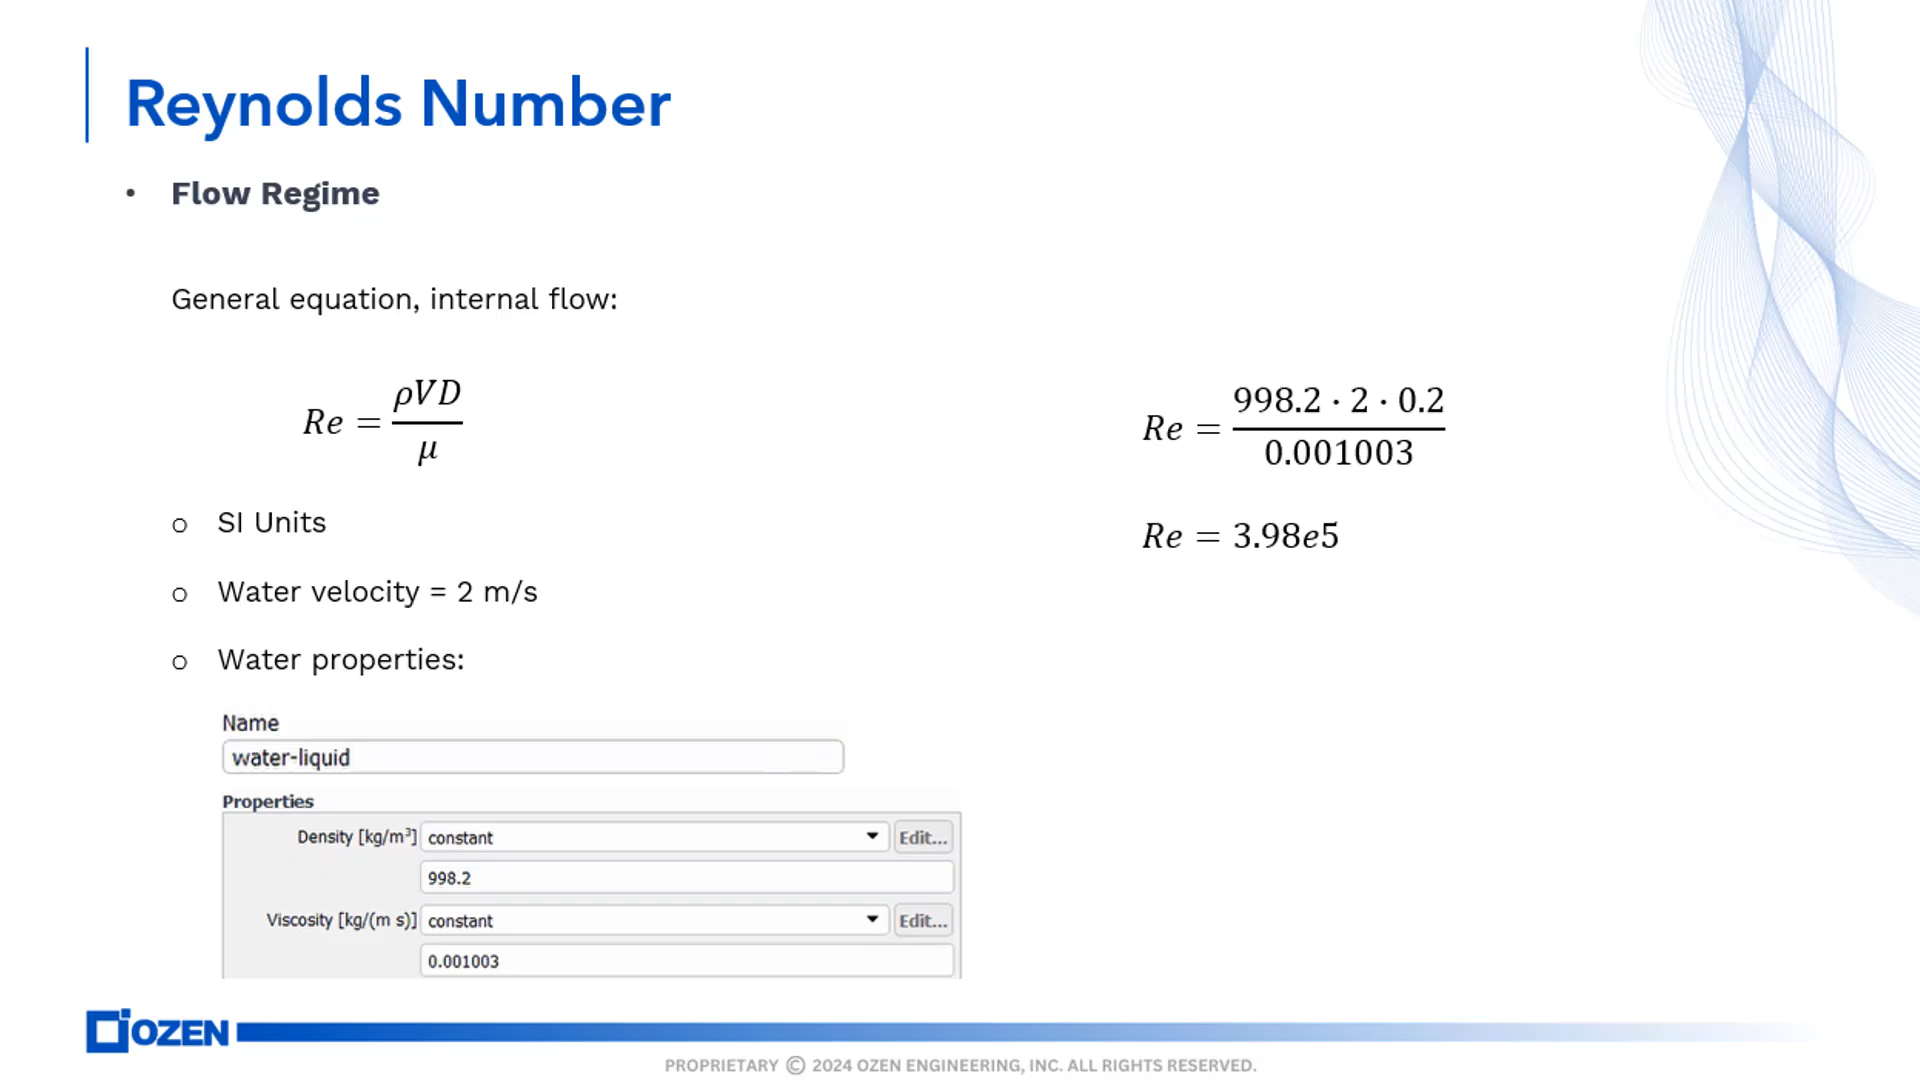 Reynolds Number
• Flow Regime
General equation, internal flow:
Re = ρVD / μ
o SI Units
o Water velocity = 2 m/s
o Water properties:
Name
water-liquid
Properties
Density [kg/m³] constant Edit...
998.2
Viscosity [kg/(m s)] constant Edit...
0.001003
Re = 998.2 · 2 · 0.2 / 0.001003
Re = 3.98e5
OZEN
PROPRIETARY © 2024 OZEN ENGINEERING, INC. ALL RIGHTS RESERVED.